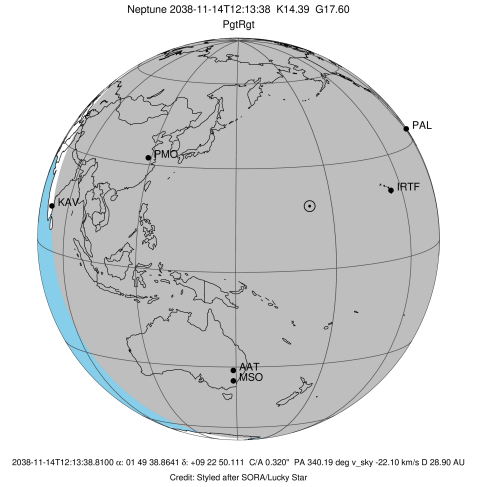 Neptune 2038-11-14T12:13:38 K14.39 G17.60
PgtRgt
PAL
PMO
IRTF
KAV
AAT
MSO
2038-11-14T12:13:38.8100 α: 01 49 38.8641 δ: +09 22 50.111 C/A 0.320" PA 340.19 deg v_sky -22.10 km/s D 28.90 AU
Credit: Styled after SORA/Lucky Star